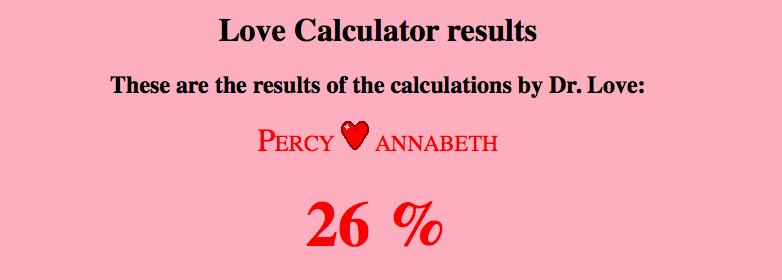 Love Calculator results
These are the results of the calculations by Dr. Love:
Percy annabeth
26 %